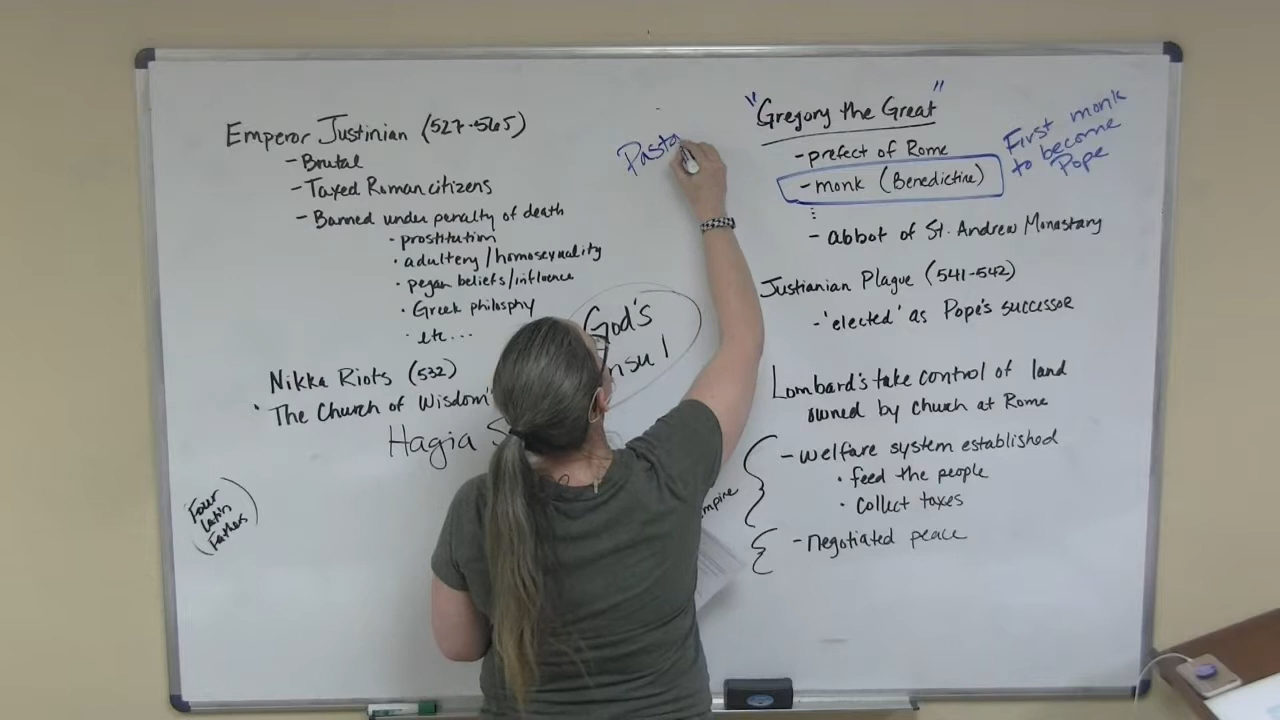 Emperor Justinian (527-565)
- Brutal
- Taxed Roman citizens
- Banned under penalty of death
• prostitution
• adultery/homosexuality
• pegan beliefs/influence
• Greek philosphy
• etc...
Nikka Riots (532)
• The Church of Wisdom
Hagia
Four
Latin
Fathers
Pasto
God's
"Gregory the Great"
- prefect of Rome
- monk (Benedictine)
First monk
to become
Pope
- abbot of St. Andrew Monastary
Justianian Plague (541-542)
- 'elected' as Pope's successor
Lombard's take control of land
owned by church at Rome
- welfare system established
• feed the people
• Collect taxes
- negotiated peace